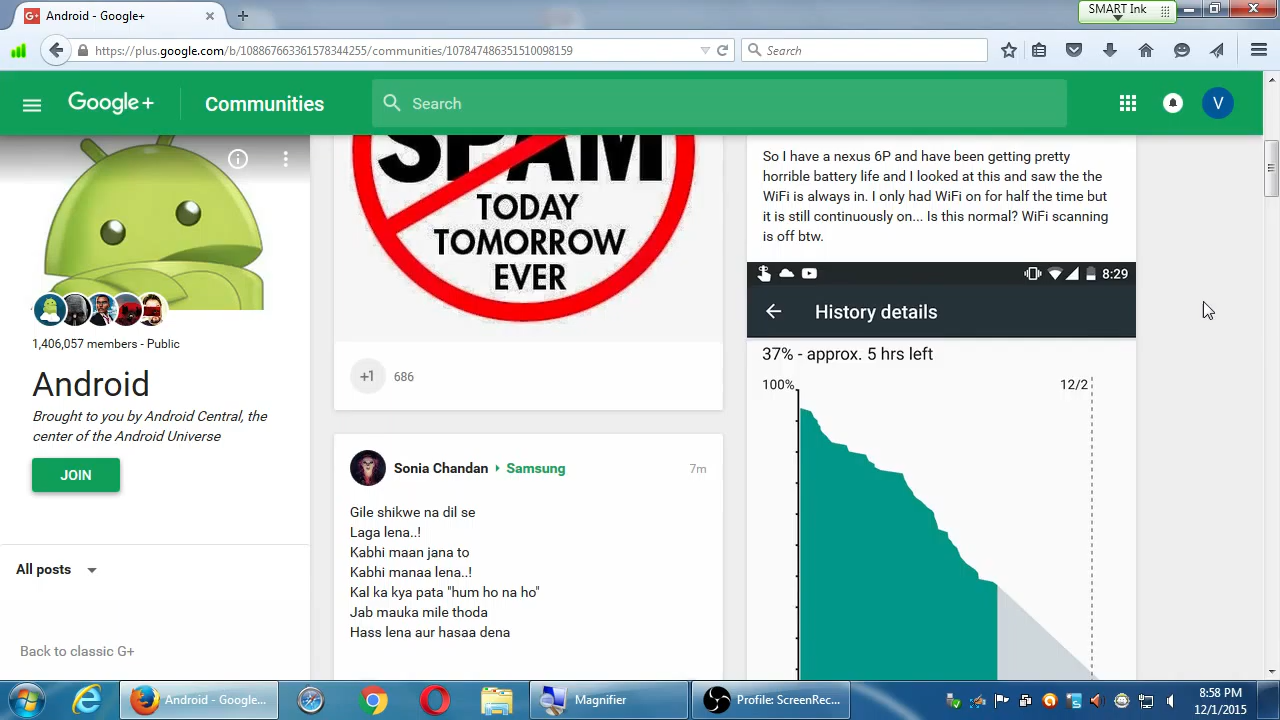 Android - Google+
SMART Ink
https://plus.google.com/b/108867663361578344255/communities/107847486351510098159
Search
Google+
Communities
Search
V
1,406,057 members - Public
Android
Brought to you by Android Central, the
center of the Android Universe
JOIN
All posts
Back to classic G+
SPAM
TODAY
TOMORROW
EVER
+1
686
Sonia Chandan
Samsung
7m
Gile shikwe na dil se
Laga lena..!
Kabhi maan jana to
Kabhi manaa lena..!
Kal ka kya pata "hum ho na ho"
Jab mauka mile thoda
Hass lena aur hasaa dena
So I have a nexus 6P and have been getting pretty
horrible battery life and I looked at this and saw the the
WiFi is always in. I only had WiFi on for half the time but
it is still continuously on... Is this normal? WiFi scanning
is off btw.
8:29
History details
37% - approx. 5 hrs left
100%
12/2
Android - Google...
Magnifier
Profile: ScreenRec...
8:58 PM
12/1/2015